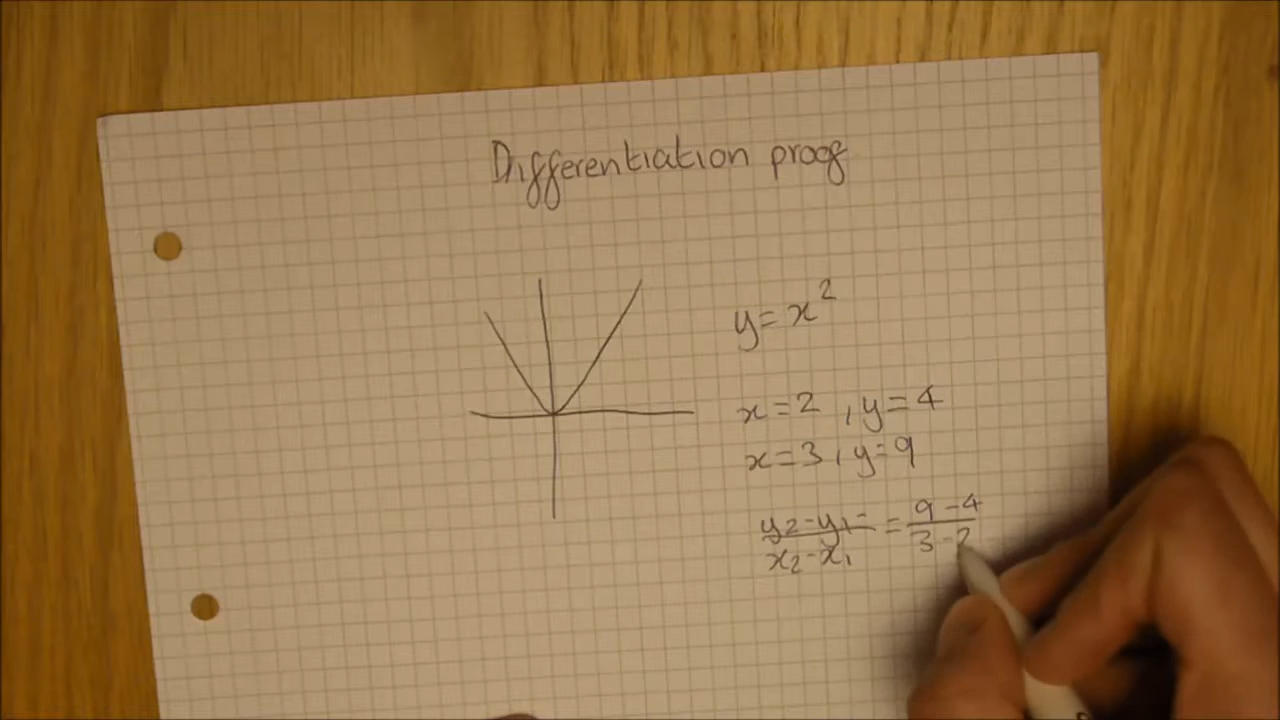 Differentiation proof
y=x²
x=2 , y=4
x=3, y=9
y₂-y₁ = 9-4
x₂-x₁ 3-2